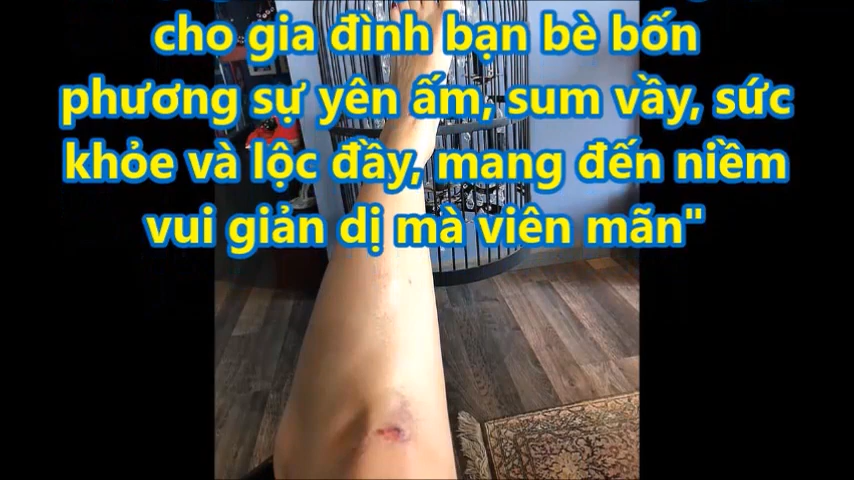 cho gia đình bạn bè bốn
phương sự yên ấm, sum vầy, sức
khỏe và lộc đầy, mang đến niềm
vui giản dị mà viên mãn"